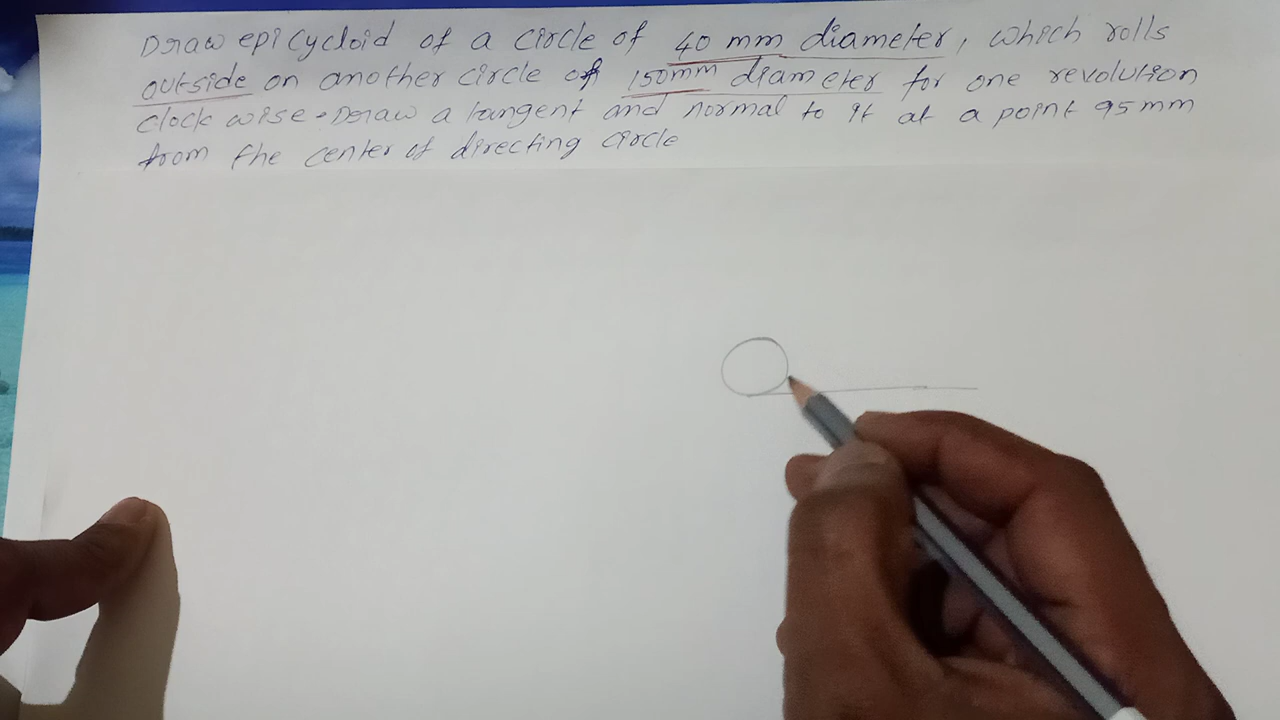 Draw epicycloid of a circle of 40 mm diameter, which rolls
outside on another circle of 150mm diameter for one revolution
clock wise. Draw a tangent and normal to it at a point 95mm
from the center of directing circle